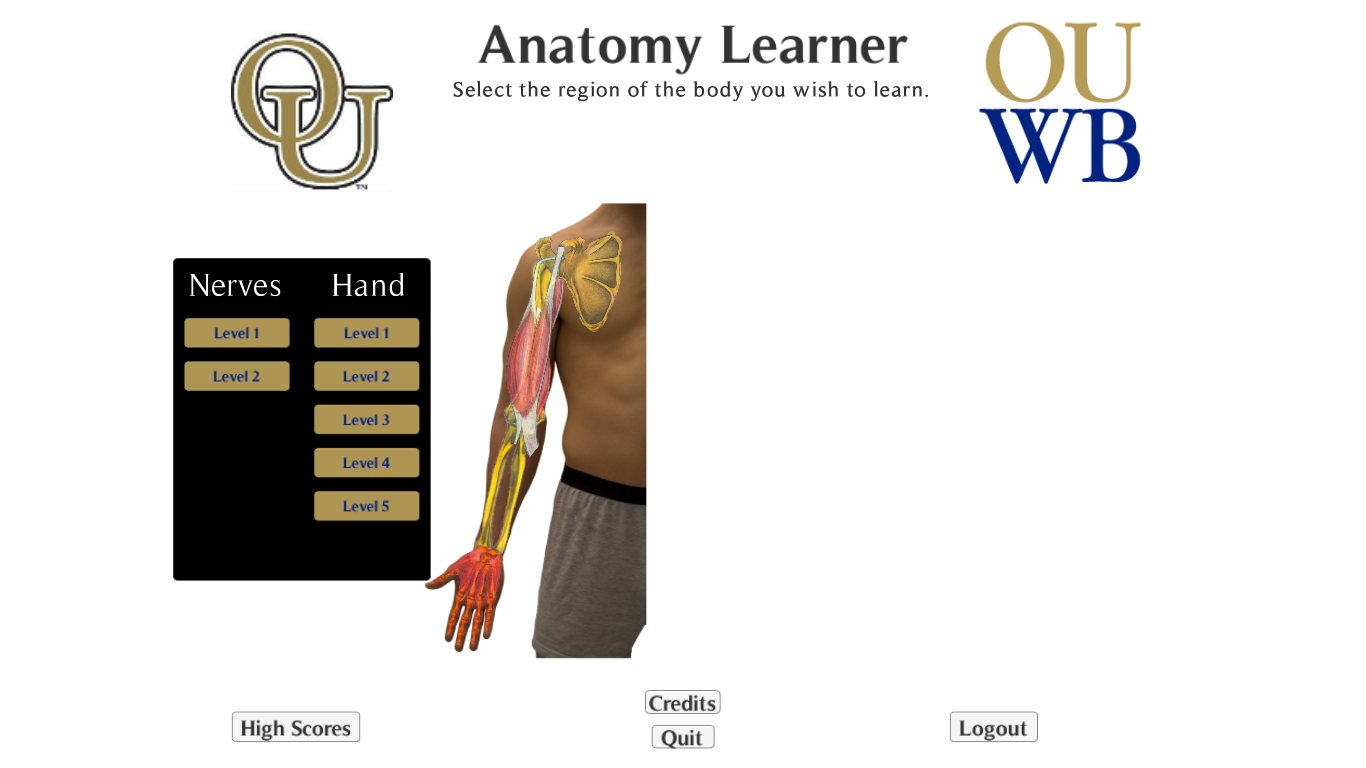 Anatomy Learner
Select the region of the body you wish to learn.
OU
TM
OU
WB
Nerves
Hand
Level 1
Level 1
Level 2
Level 2
Level 3
Level 4
Level 5
High Scores
Credits
Quit
Logout